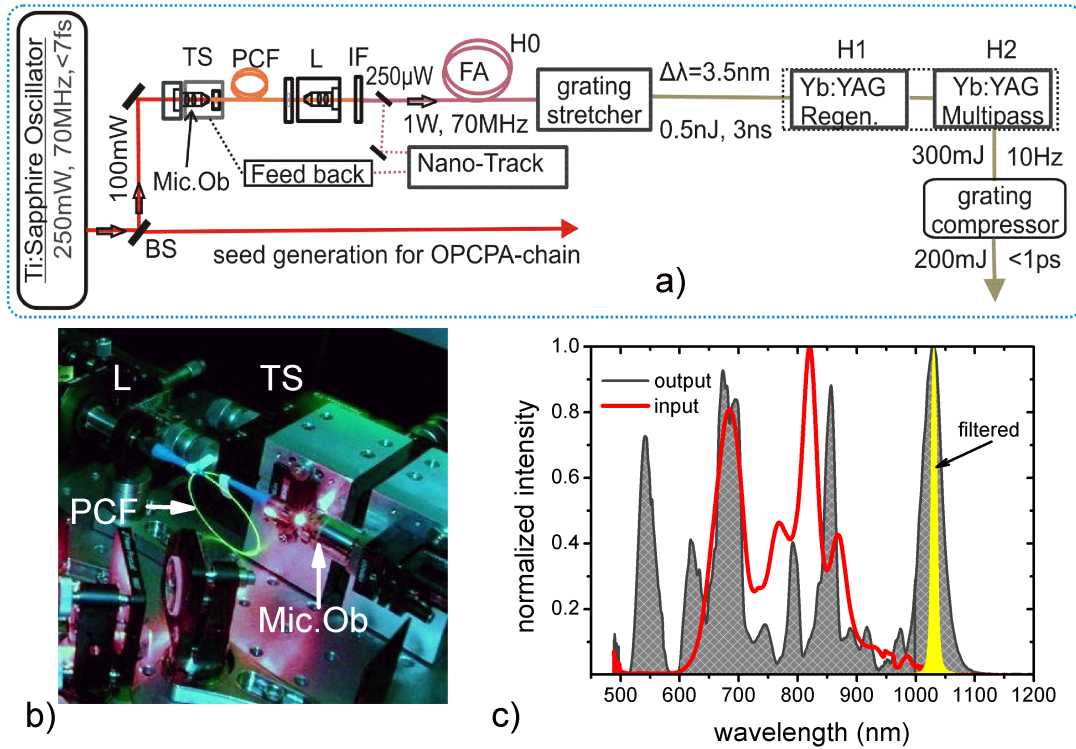 Ti:Sapphire Oscillator
250mW, 70MHz,<7fs
100mW
TS
PCF
L
IF
Mic.Ob
Feed back
BS
seed generation for OPCPA-chain
250µW
FA
H0
1W, 70MHz
Nano-Track
grating
stretcher
Δλ=3.5nm
0.5nJ, 3ns
H1
Yb:YAG
Regen.
H2
Yb:YAG
Multipass
300mJ
10Hz
grating
compressor
200mJ
<1ps
a)
L
TS
PCF
Mic.Ob
b)
normalized intensity
1.0
0.8
0.6
0.4
0.2
output
input
filtered
500 600 700 800 900 1000 1100 1200
wavelength (nm)
c)